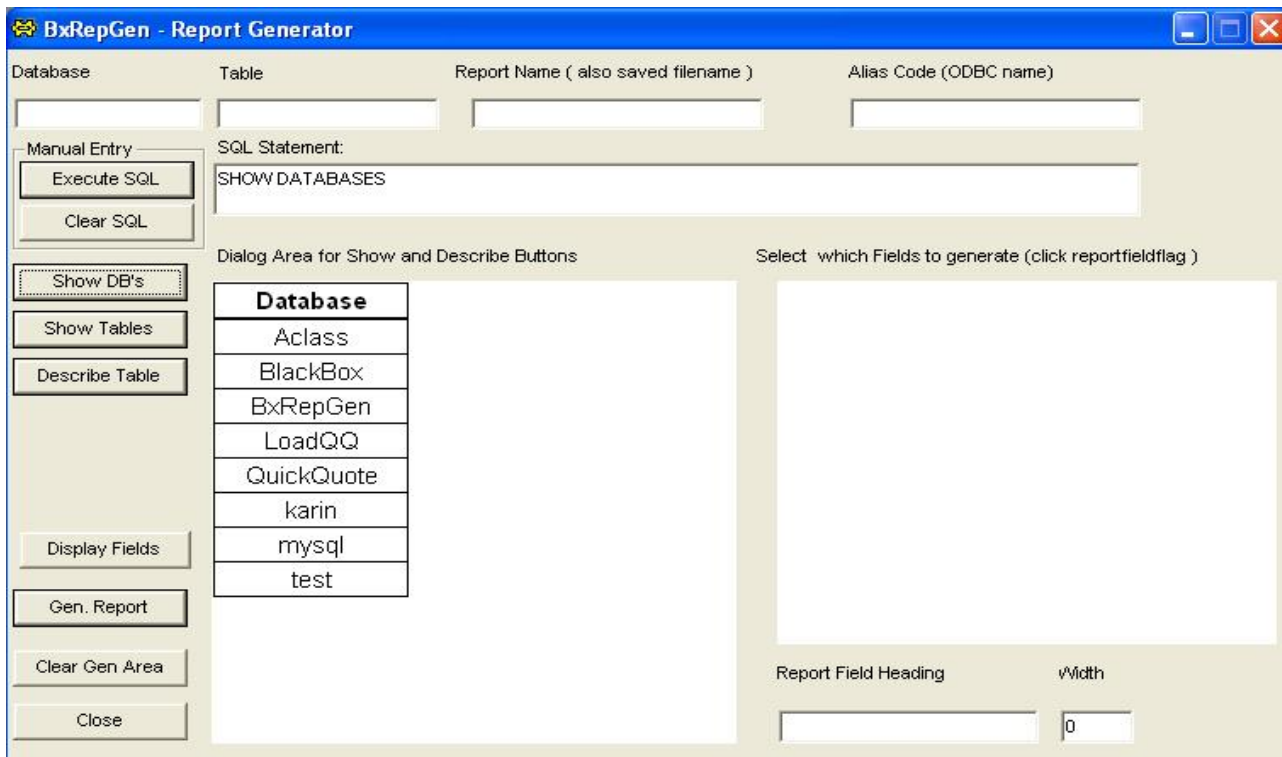 BxRepGen - Report Generator
Database Table Report Name ( also saved filename ) Alias Code (ODBC name)
Manual Entry
Execute SQL
Clear SQL
SQL Statement:
SHOW DATABASES
Show DB's
Show Tables
Describe Table
Display Fields
Gen. Report
Clear Gen Area
Close
Dialog Area for Show and Describe Buttons
Database
Aclass
BlackBox
BxRepGen
LoadQQ
QuickQuote
karin
mysql
test
Select which Fields to generate (click reportfieldflag )
Report Field Heading Width
0